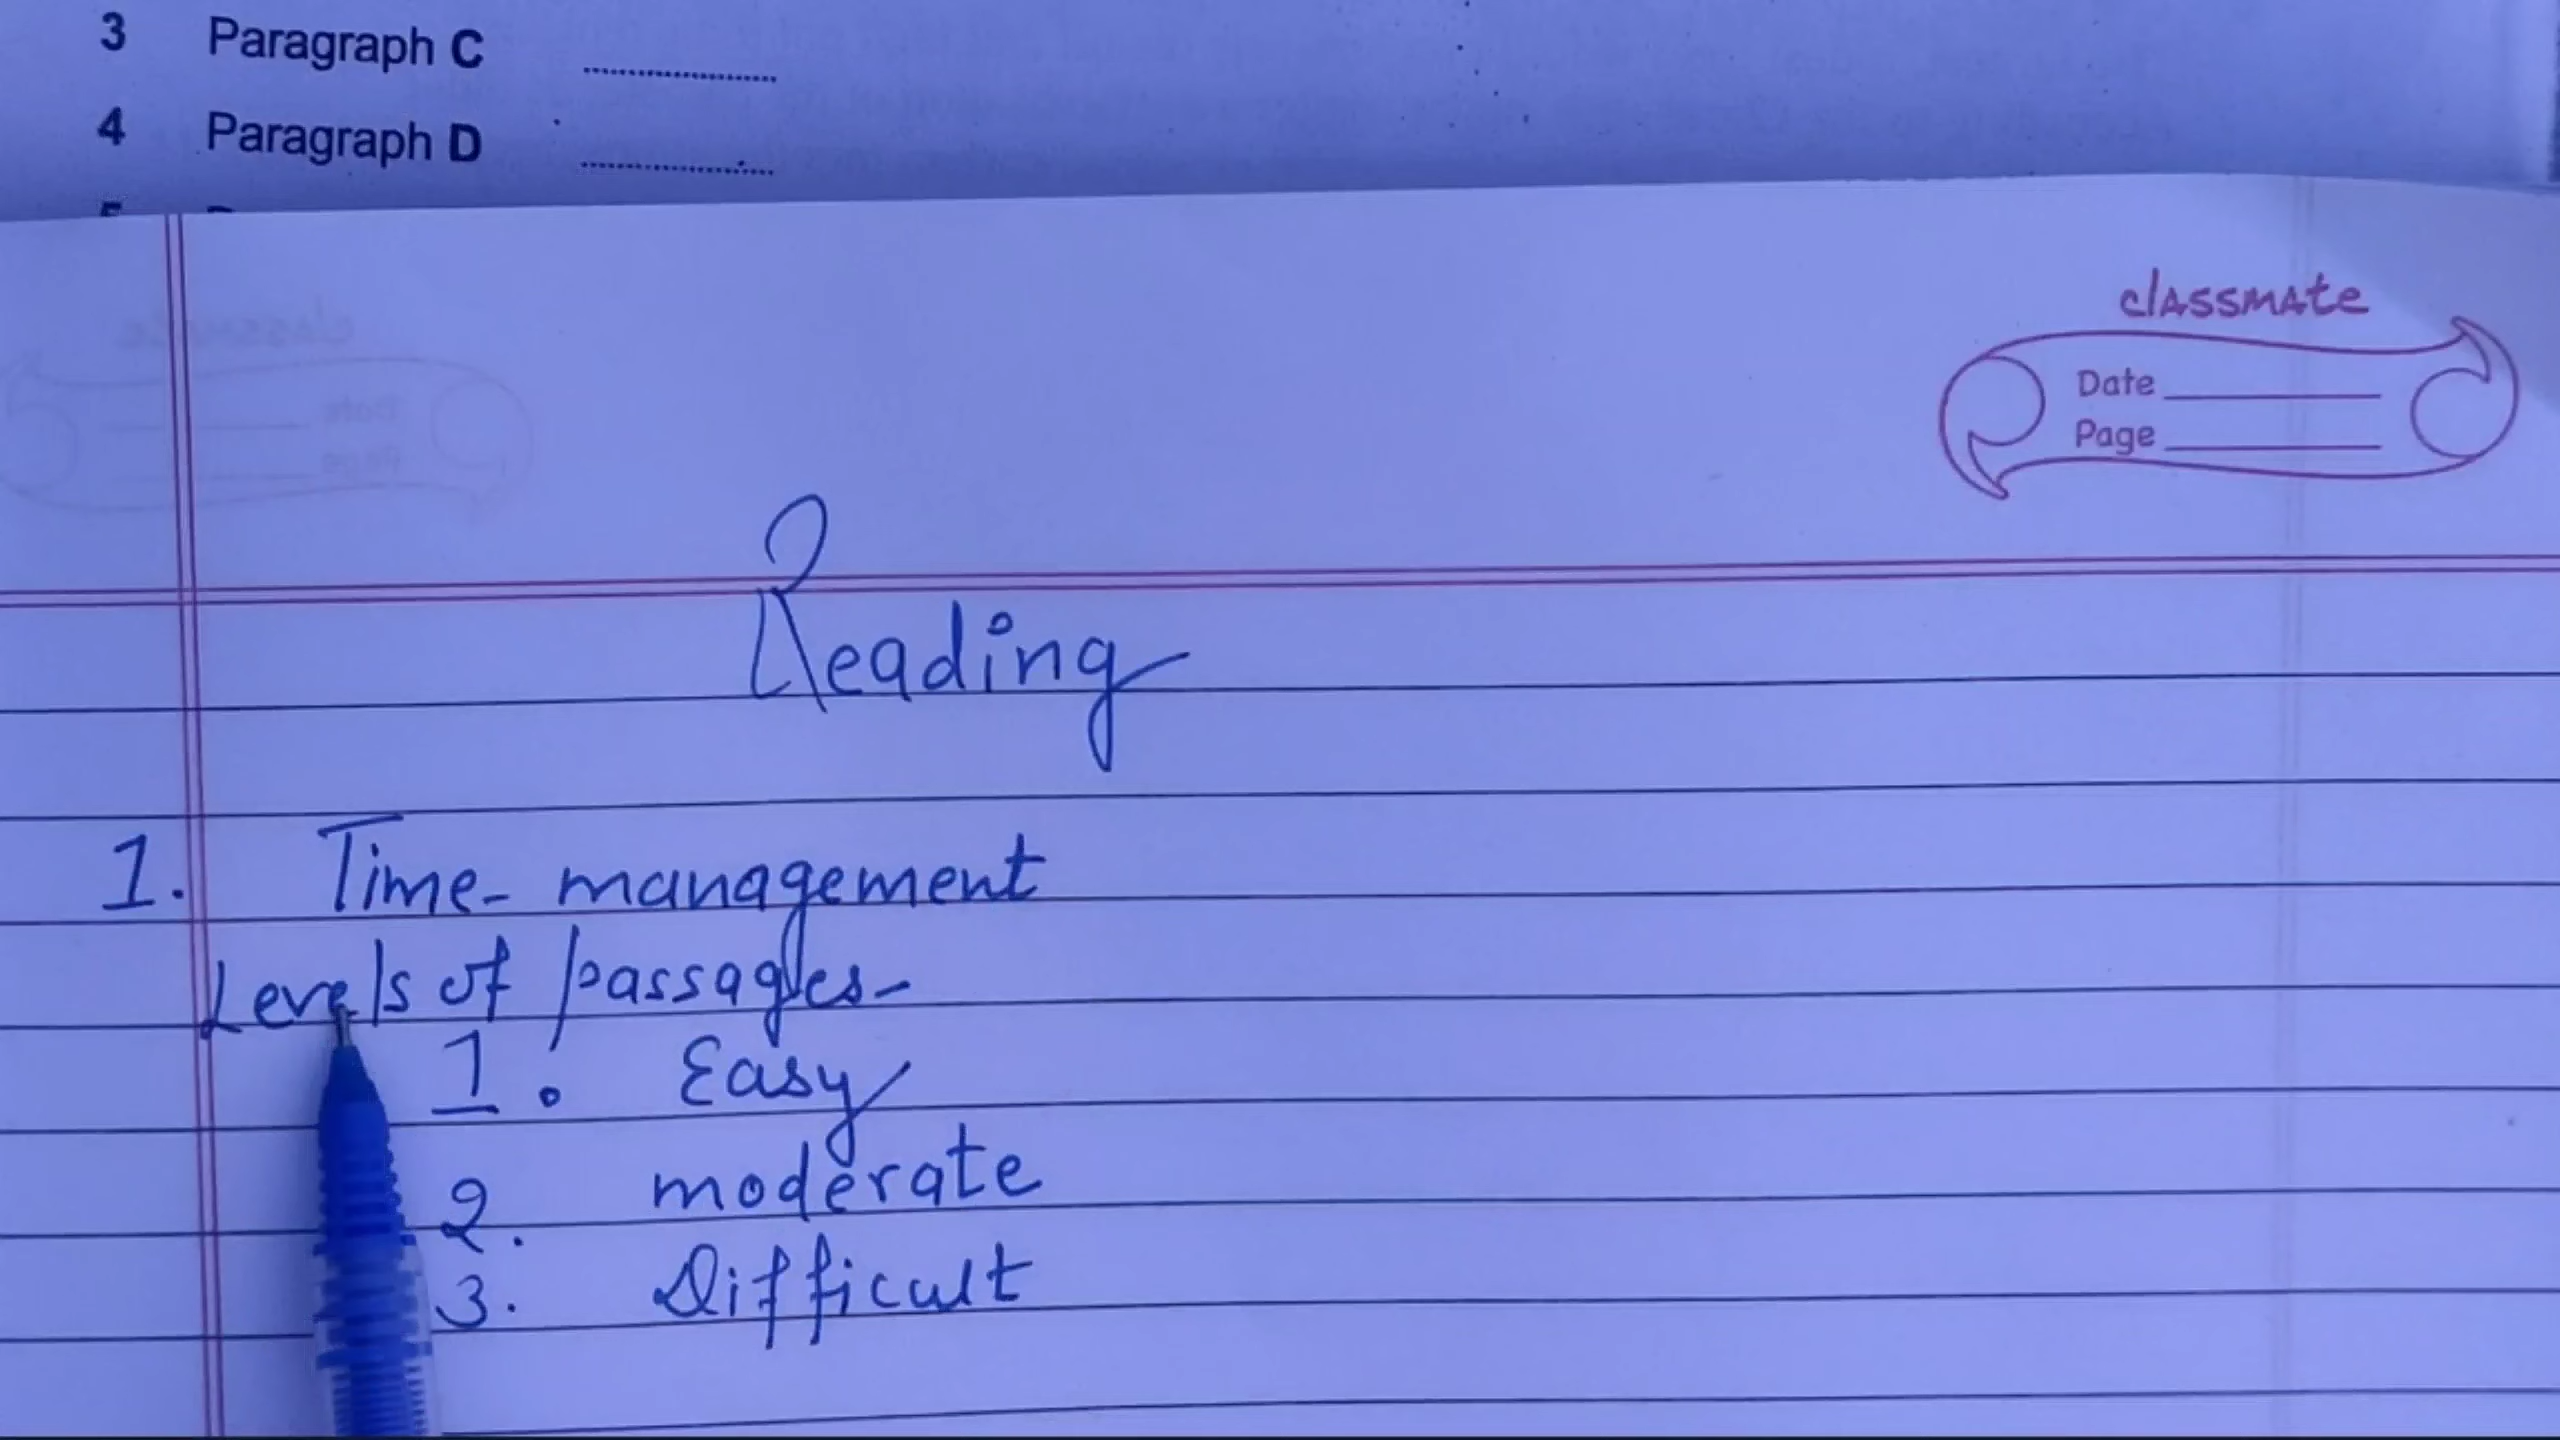 3 Paragraph C ..........
4 Paragraph D ..........
classmate
Date
Page
Reading
1. Time-management
Levels of passages-
1. Easy
2. moderate
3. Difficult